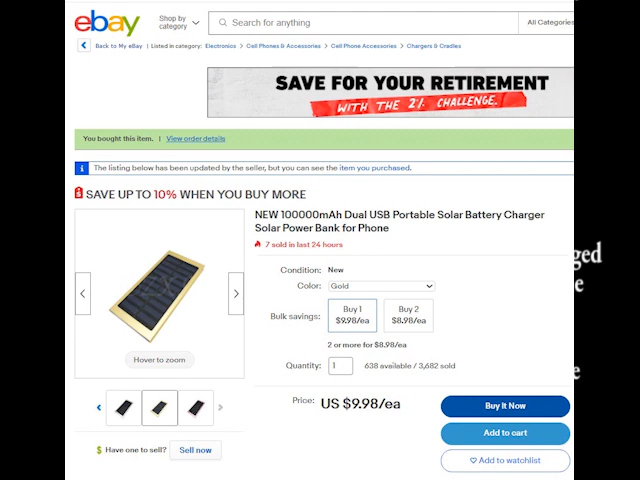 ebay
Shop by category
Search for anything
All Categories
Back to My eBay | Listed in category: Electronics > Cell Phones & Accessories > Cell Phone Accessories > Chargers & Cradles
SAVE FOR YOUR RETIREMENT
WITH THE 2% CHALLENGE.
You bought this item. | View order details
The listing below has been updated by the seller, but you can see the item you purchased.
SAVE UP TO 10% WHEN YOU BUY MORE
NEW 100000mAh Dual USB Portable Solar Battery Charger
Solar Power Bank for Phone
7 sold in last 24 hours
Condition: New
Color: Gold
Bulk savings:
Buy 1
$9.98/ea
Buy 2
$8.98/ea
2 or more for $8.98/ea
Quantity: 1 638 available / 3,682 sold
Hover to zoom
Price: US $9.98/ea
Buy It Now
Add to cart
Add to watchlist
$ Have one to sell? Sell now
ged
e
e